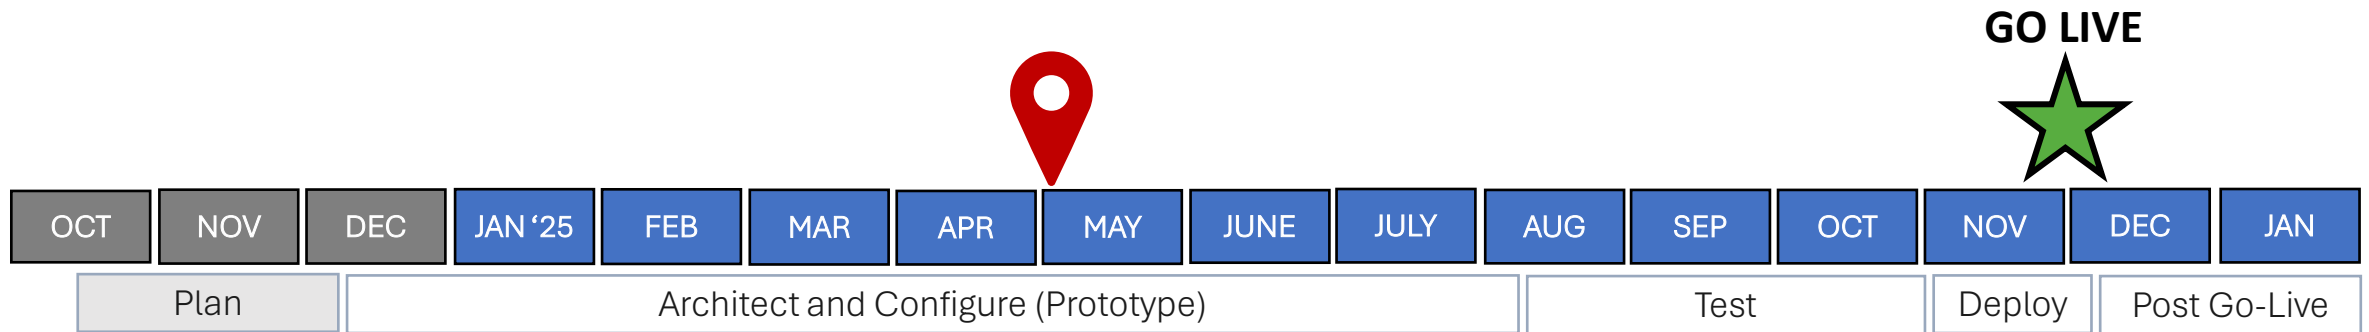 GO LIVE
OCT NOV DEC JAN ‘25 FEB MAR APR MAY JUNE JULY AUG SEP OCT NOV DEC JAN
Plan Architect and Configure (Prototype) Test Deploy Post Go-Live